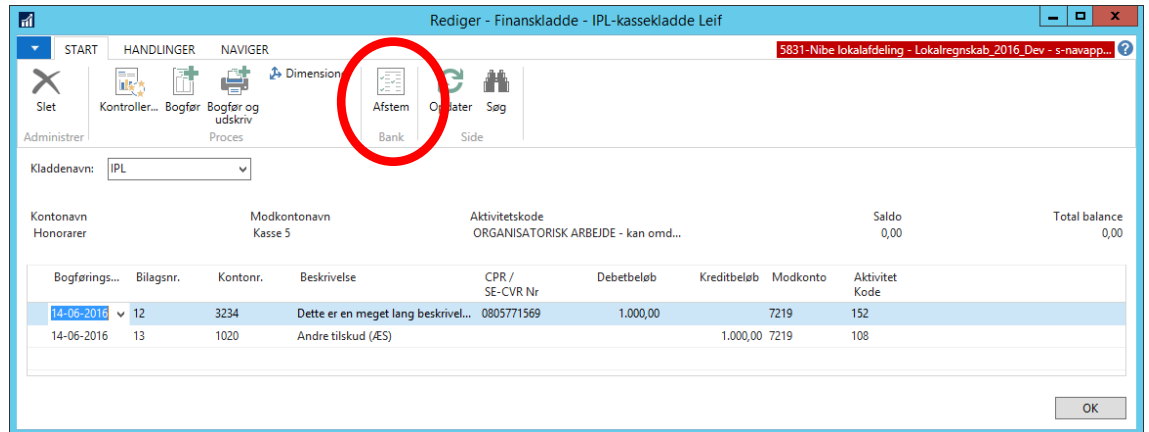 Rediger - Finanskladde - IPL-kassekladde Leif
START HANDLINGER NAVIGER 5831-Nibe lokalafdeling - Lokalregnskab_2016_Dev - s-navapp...
Slet Kontroller... Bogfør Bogfør og udskriv Dimension Afstem Opdater Søg
Administrer Proces Bank Side
Kladdenavn: IPL
Kontonavn Modkontonavn Aktivitetskode Saldo Total balance
Honorarer Kasse 5 ORGANISATORISK ARBEJDE - kan omd... 0,00 0,00
Bogførings... Bilagsnr. Kontonr. Beskrivelse CPR / SE-CVR Nr Debetbeløb Kreditbeløb Modkonto Aktivitet Kode
14-06-2016 12 3234 Dette er en meget lang beskrivel... 0805771569 1.000,00 7219 152
14-06-2016 13 1020 Andre tilskud (ÆS) 1.000,00 7219 108
OK